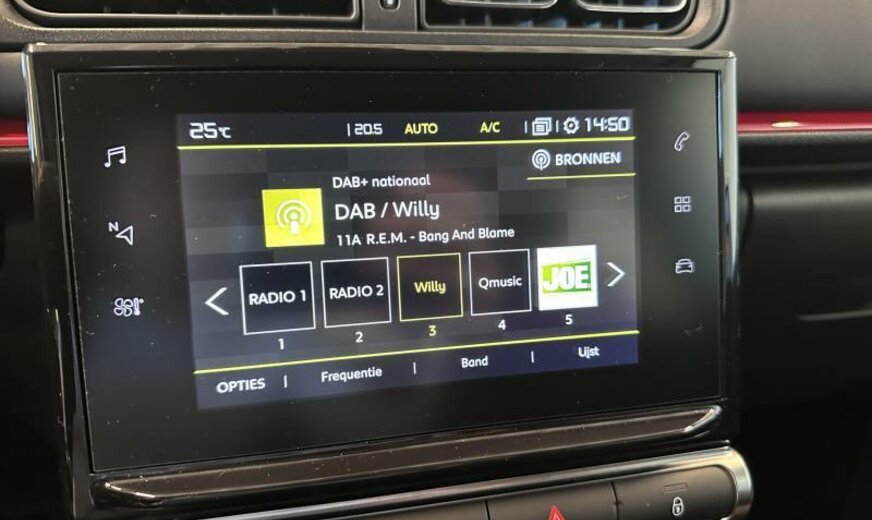 25°C | 20.5 AUTO A/C | | 14:50
BRONNEN
DAB+ nationaal
DAB / Willy
11A R.E.M. - Bang And Blame
N
RADIO 1 RADIO 2 Willy Qmusic JOE
1 2 3 4 5
OPTIES | Frequentie | Band | Lijst